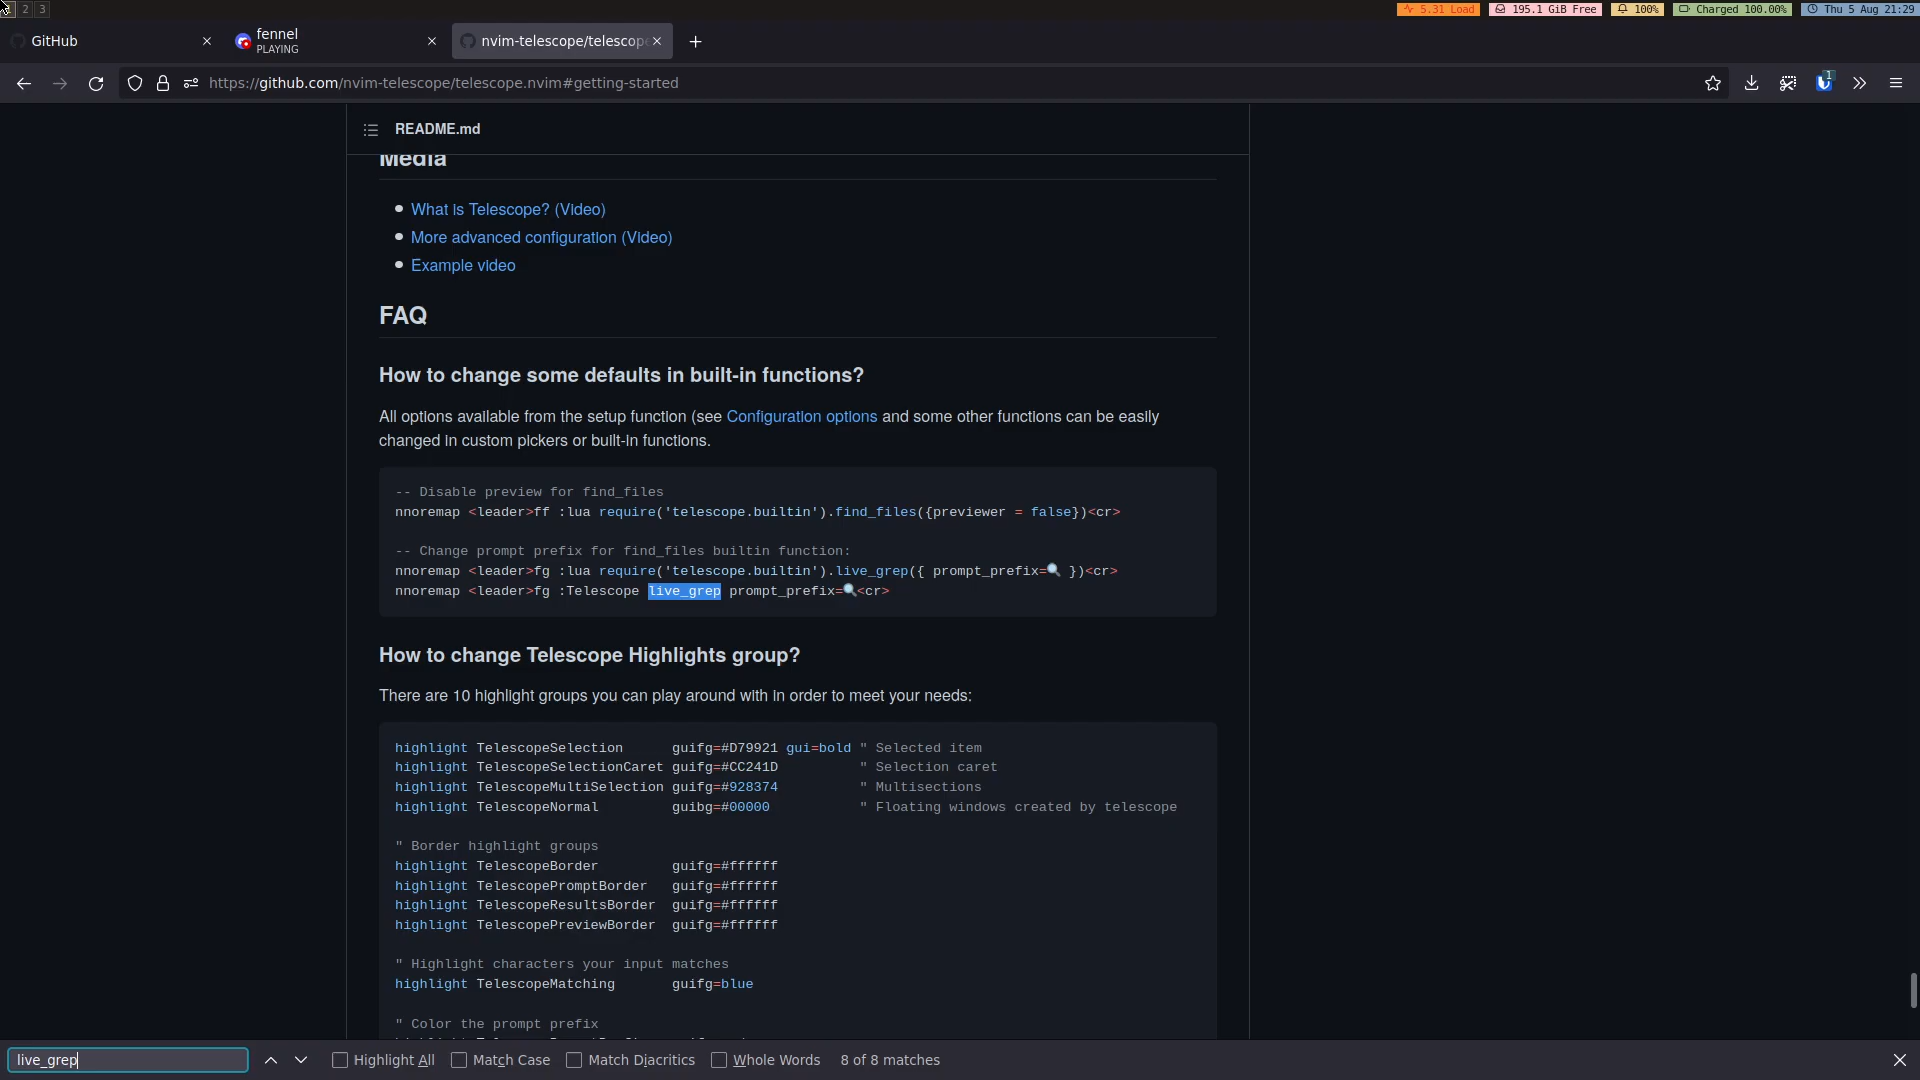 1 2 3
5.31 Load 195.1 GiB Free 100% Charged 100.00% Thu 5 Aug 21:29
GitHub
fennel
PLAYING
nvim-telescope/telescop
https://github.com/nvim-telescope/telescope.nvim#getting-started
1
README.md
Media
What is Telescope? (Video)
More advanced configuration (Video)
Example video
FAQ
How to change some defaults in built-in functions?
All options available from the setup function (see Configuration options and some other functions can be easily
changed in custom pickers or built-in functions.
-- Disable preview for find_files
nnoremap <leader>ff :lua require('telescope.builtin').find_files({previewer = false})<cr>
-- Change prompt prefix for find_files builtin function:
nnoremap <leader>fg :lua require('telescope.builtin').live_grep({ prompt_prefix=🔍 })<cr>
nnoremap <leader>fg :Telescope live_grep prompt_prefix=🔍<cr>
How to change Telescope Highlights group?
There are 10 highlight groups you can play around with in order to meet your needs:
highlight TelescopeSelection      guifg=#D79921 gui=bold " Selected item
highlight TelescopeSelectionCaret guifg=#CC241D          " Selection caret
highlight TelescopeMultiSelection guifg=#928374          " Multisections
highlight TelescopeNormal         guibg=#00000           " Floating windows created by telescope
" Border highlight groups
highlight TelescopeBorder         guifg=#ffffff
highlight TelescopePromptBorder   guifg=#ffffff
highlight TelescopeResultsBorder  guifg=#ffffff
highlight TelescopePreviewBorder  guifg=#ffffff
" Highlight characters your input matches
highlight TelescopeMatching       guifg=blue
" Color the prompt prefix
live_grep Highlight All Match Case Match Diacritics Whole Words 8 of 8 matches